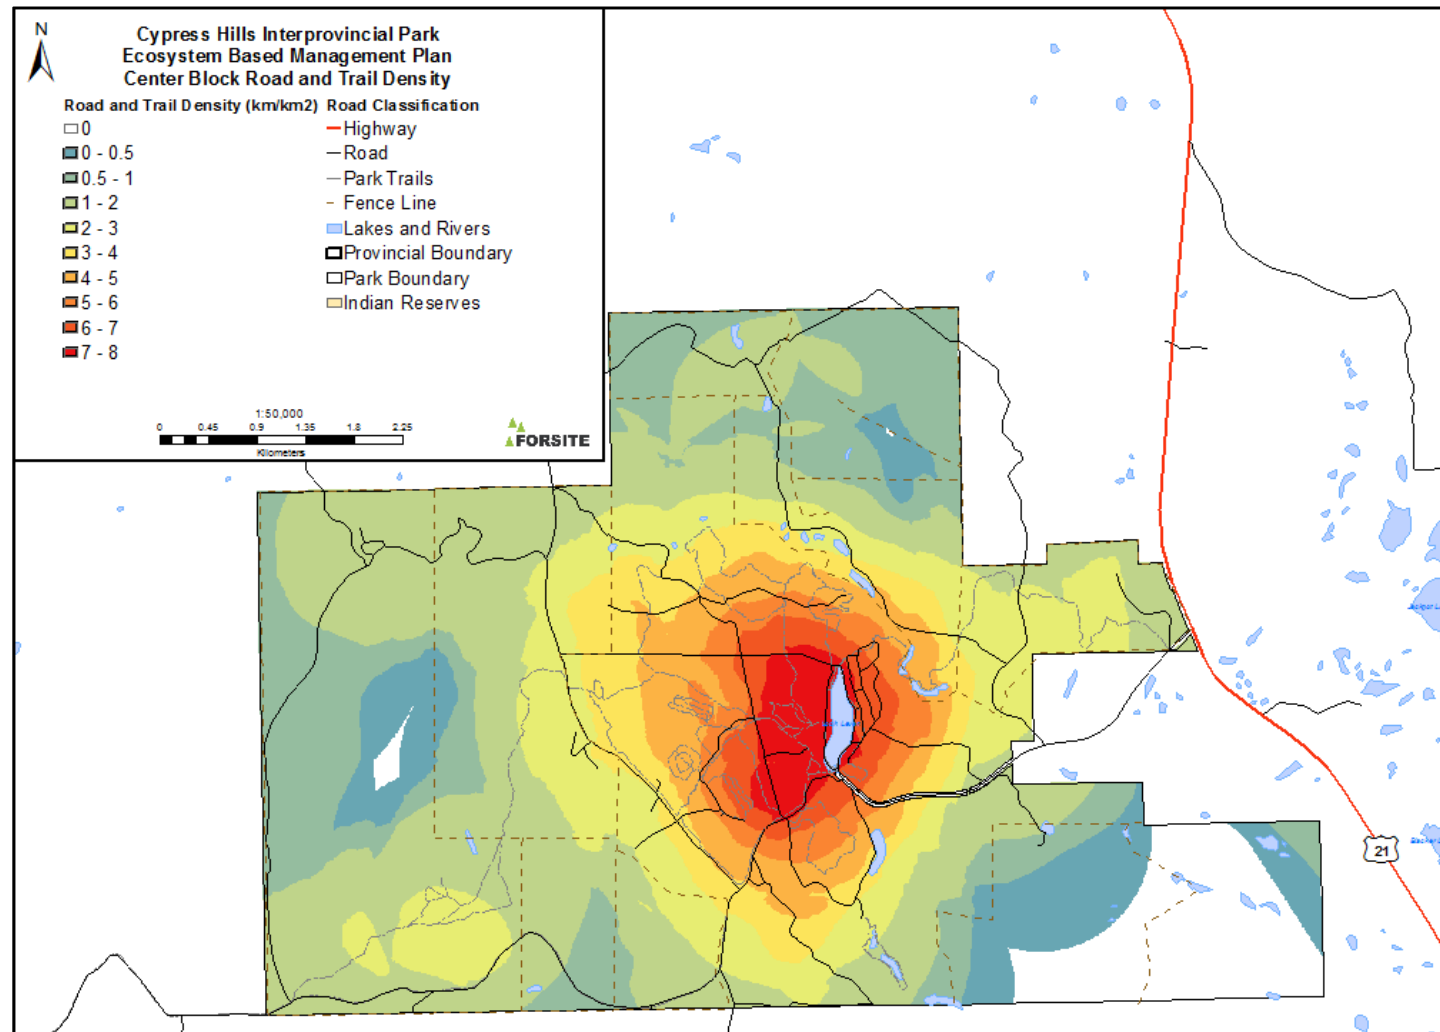 N
Cypress Hills Interprovincial Park
Ecosystem Based Management Plan
Center Block Road and Trail Density
Road and Trail Density (km/km2) Road Classification
0
Highway
0 - 0.5
Road
0.5 - 1
Park Trails
1 - 2
Fence Line
2 - 3
Lakes and Rivers
3 - 4
Provincial Boundary
4 - 5
Park Boundary
5 - 6
Indian Reserves
6 - 7
7 - 8
1:50,000
0 0.45 0.9 1.35 1.8 2.25
Kilometers
FORSITE
21